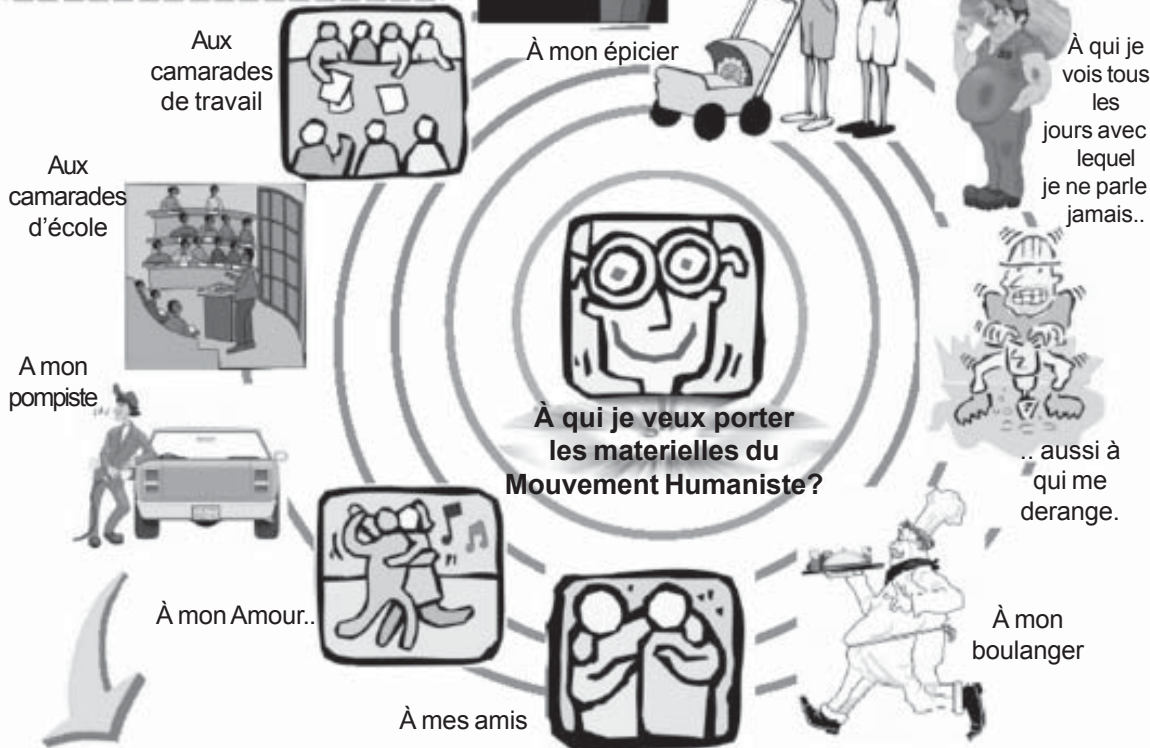 Aux
camarades
de travail
À mon épicier
À qui je
vois tous
les
jours avec
lequel
je ne parle
jamais..
Aux
camarades
d'école
A mon
pompiste
À qui je veux porter
les materielles du
Mouvement Humaniste?
.. aussi à
qui me
derange.
À mon Amour..
À mes amis
À mon
boulanger